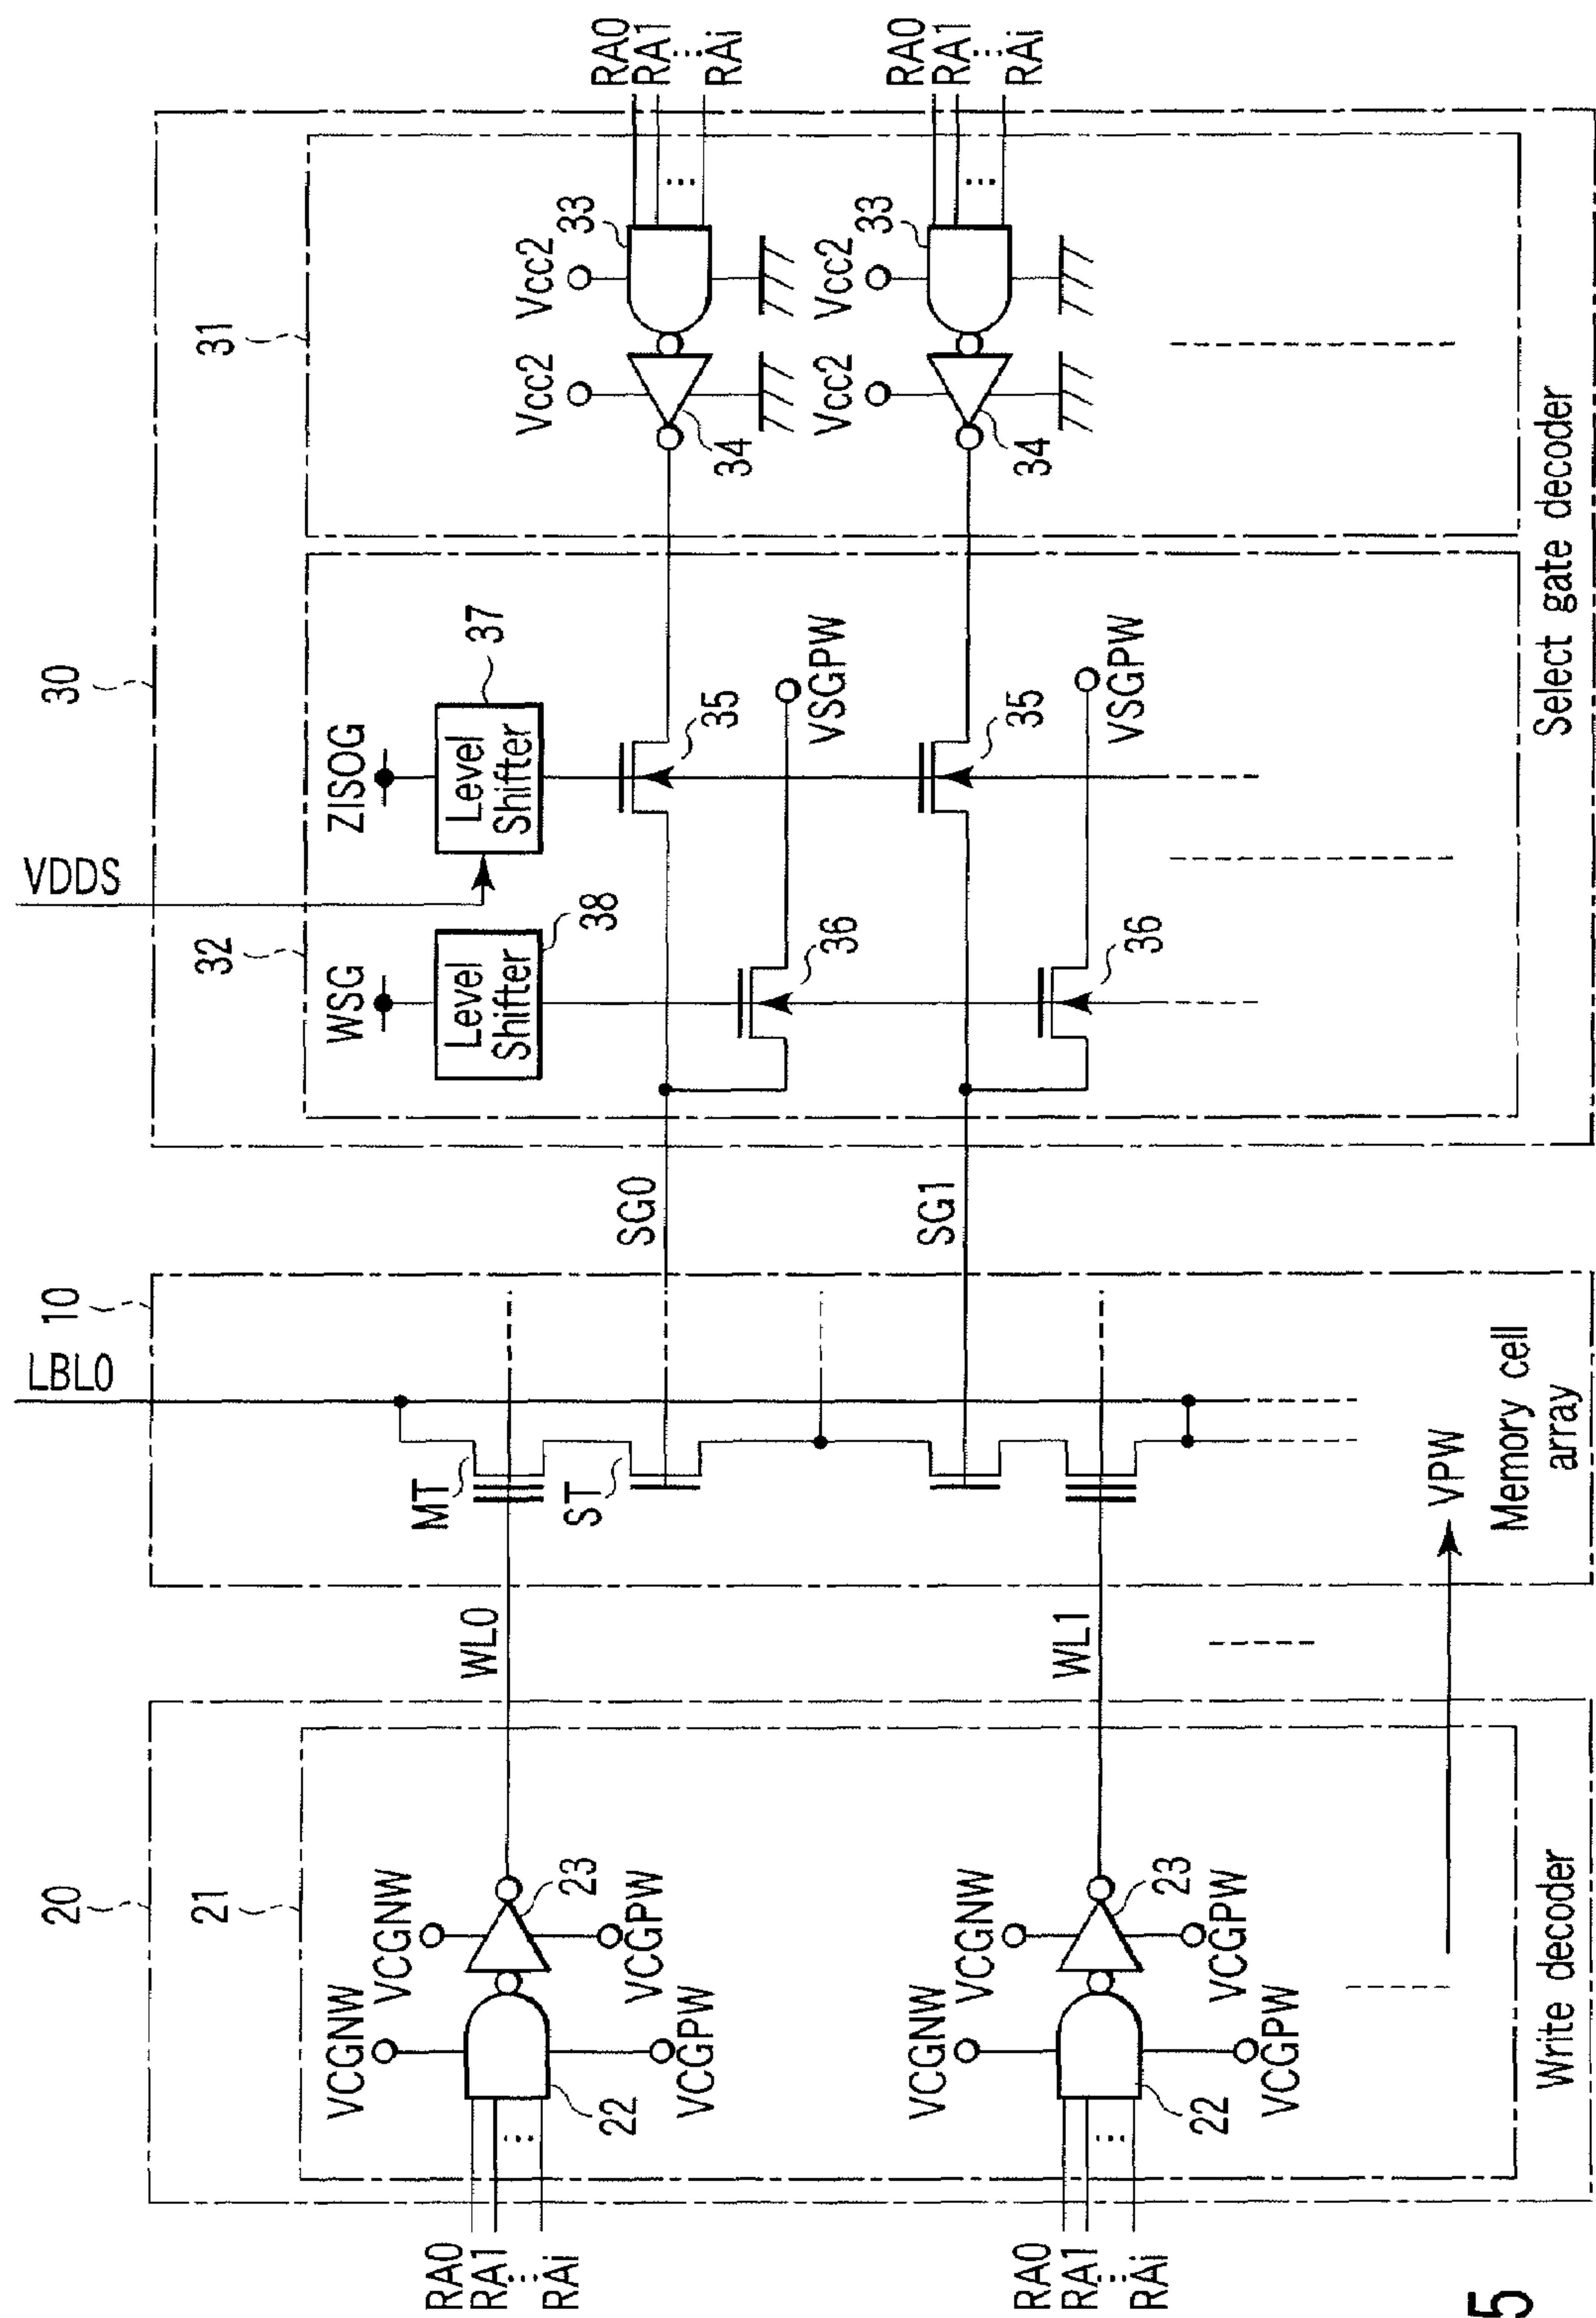 20
21
RA0
RA1
...
RAi
VCGNW
VCGNW
22
23
VCGPW
VCGPW
WL0
RA0
RA1
...
RAi
VCGNW
VCGNW
22
23
VCGPW
VCGPW
WL1
Write decoder
VPW
10
LBL0
MT
ST
Memory cell
array
SG0
SG1
30
32
VDDS
WSG
Level
Shifter
38
ZISOG
Level
Shifter
37
35
36
VSGPW
35
36
VSGPW
31
Vcc2
Vcc2
34
33
RA0
RA1
...
RAi
Vcc2
Vcc2
34
33
RA0
RA1
...
RAi
Select gate decoder
5